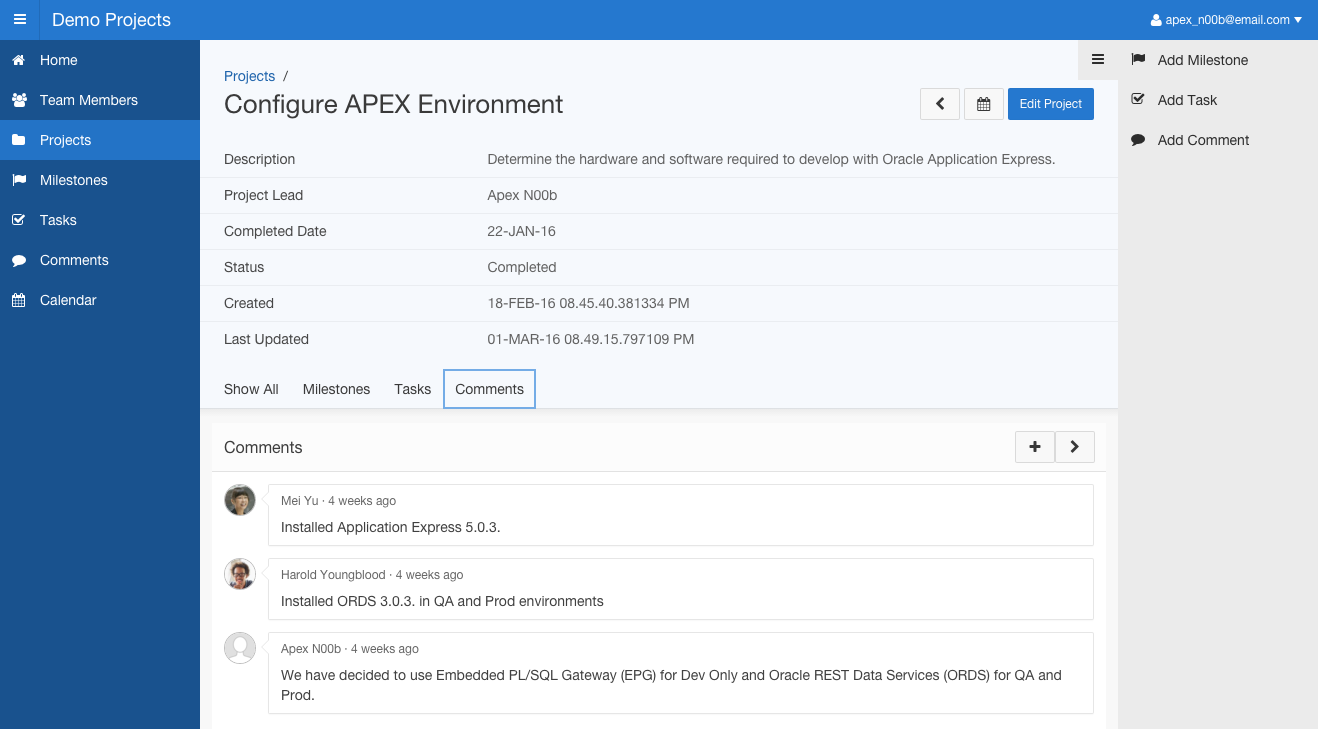 Demo Projects
apex_n00b@email.com
Home
Team Members
Projects
Milestones
Tasks
Comments
Calendar
Projects /
Configure APEX Environment
Edit Project
Description Determine the hardware and software required to develop with Oracle Application Express.
Project Lead Apex N00b
Completed Date 22-JAN-16
Status Completed
Created 18-FEB-16 08.45.40.381334 PM
Last Updated 01-MAR-16 08.49.15.797109 PM
Show All Milestones Tasks Comments
Comments
Mei Yu · 4 weeks ago
Installed Application Express 5.0.3.
Harold Youngblood · 4 weeks ago
Installed ORDS 3.0.3. in QA and Prod environments
Apex N00b · 4 weeks ago
We have decided to use Embedded PL/SQL Gateway (EPG) for Dev Only and Oracle REST Data Services (ORDS) for QA and
Prod.
Add Milestone
Add Task
Add Comment